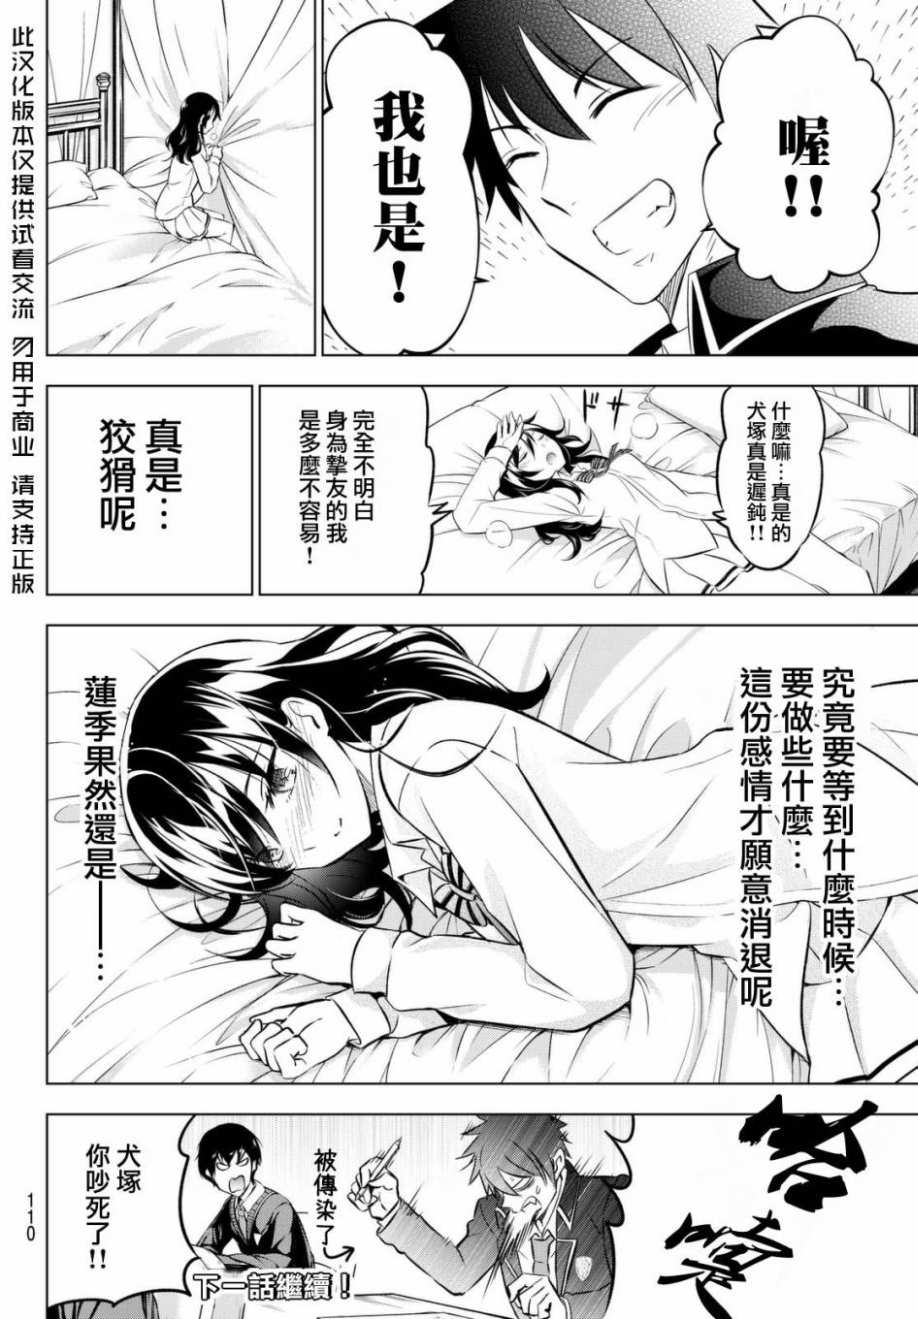 喔!!
我也是！
什麼嘛…真是的
犬塚真是遲鈍!!
ドサ
完全不明白
身為摯友的我
是多麼不容易！
真是…
狡猾呢
究竟要等到什麼時候…
要做些什麼…
這份感情才願意消退呢
蓮季果然還是——…
哈
嚏
被傳染了
犬塚
你吵死了!!
下一話繼續！
110
此汉化版本仅提供试看交流 勿用于商业 请支持正版